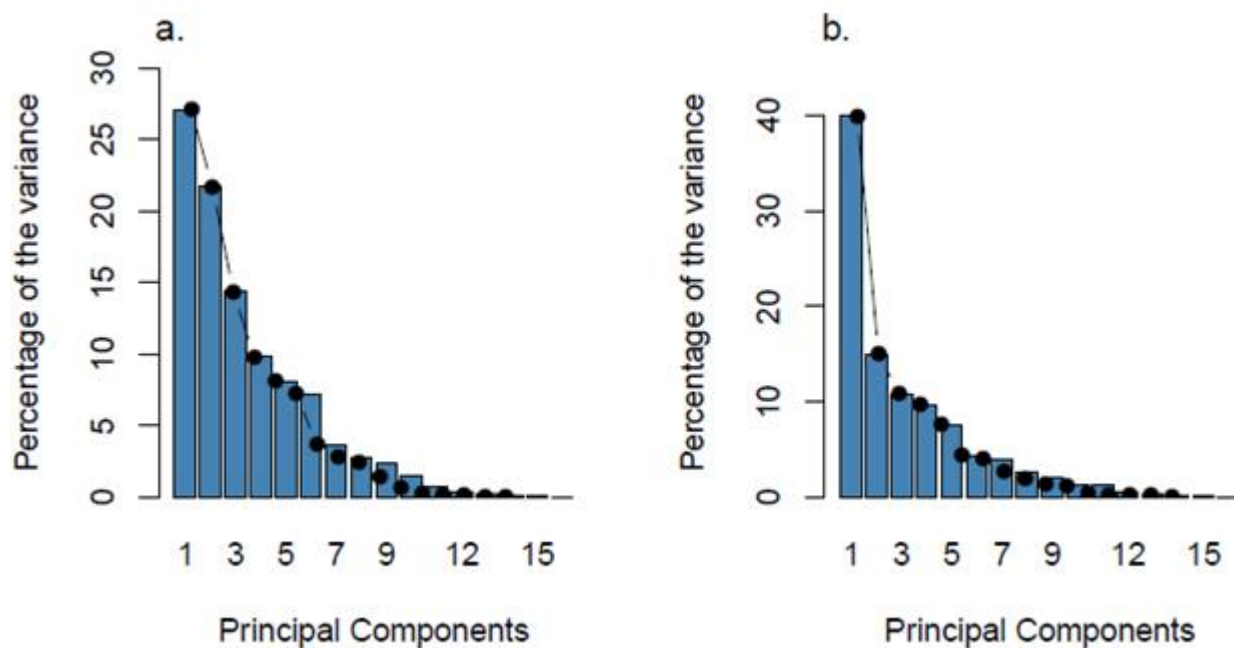 a.
Percentage of the variance
30
25
20
15
10
5
0
1 3 5 7 9 12 15
Principal Components
b.
Percentage of the variance
40
30
20
10
0
1 3 5 7 9 12 15
Principal Components